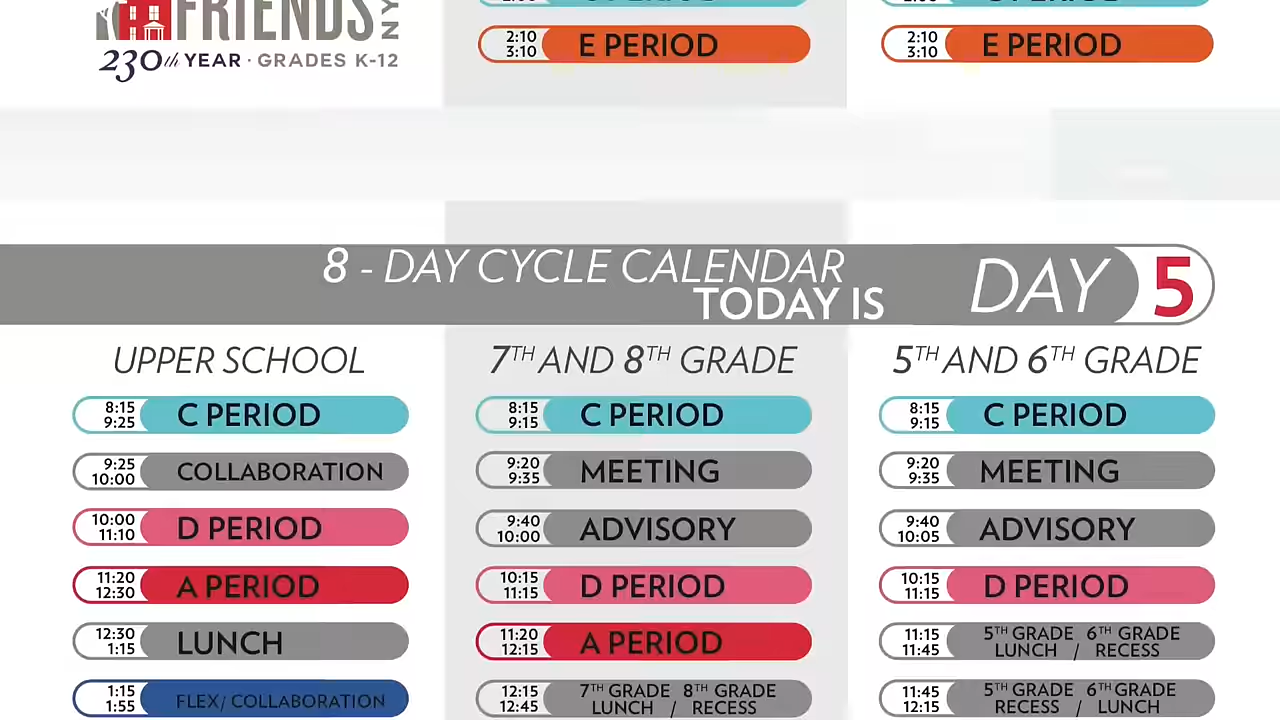 FRIENDS
NY
230th YEAR · GRADES K-12
2:10
3:10
E PERIOD
2:10
3:10
E PERIOD
8 - DAY CYCLE CALENDAR
TODAY IS
DAY 5
UPPER SCHOOL
8:15
9:25
C PERIOD
9:25
10:00
COLLABORATION
10:00
11:10
D PERIOD
11:20
12:30
A PERIOD
12:30
1:15
LUNCH
1:15
1:55
FLEX/ COLLABORATION
7TH AND 8TH GRADE
8:15
9:15
C PERIOD
9:20
9:35
MEETING
9:40
10:00
ADVISORY
10:15
11:15
D PERIOD
11:20
12:15
A PERIOD
12:15
12:45
7TH GRADE 8TH GRADE
LUNCH / RECESS
5TH AND 6TH GRADE
8:15
9:15
C PERIOD
9:20
9:35
MEETING
9:40
10:05
ADVISORY
10:15
11:15
D PERIOD
11:15
11:45
5TH GRADE 6TH GRADE
LUNCH / RECESS
11:45
12:15
5TH GRADE 6TH GRADE
RECESS / LUNCH